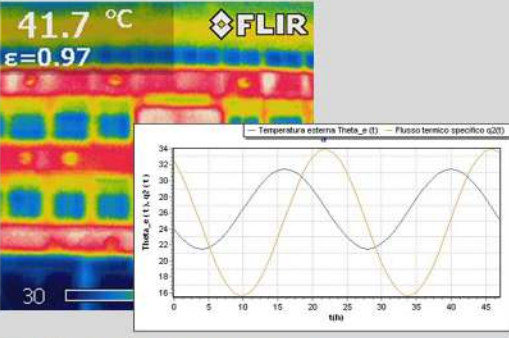 41.7 °C
FLIR
ε=0.97
30
Temperatura esterna Theta_e (t)
Flusso termico specifico q2(t)
34
32
30
28
26
24
22
20
18
16
Theta_e ( t ), q2 ( t )
0 5 10 15 20 25 30 35 40 45
t(h)